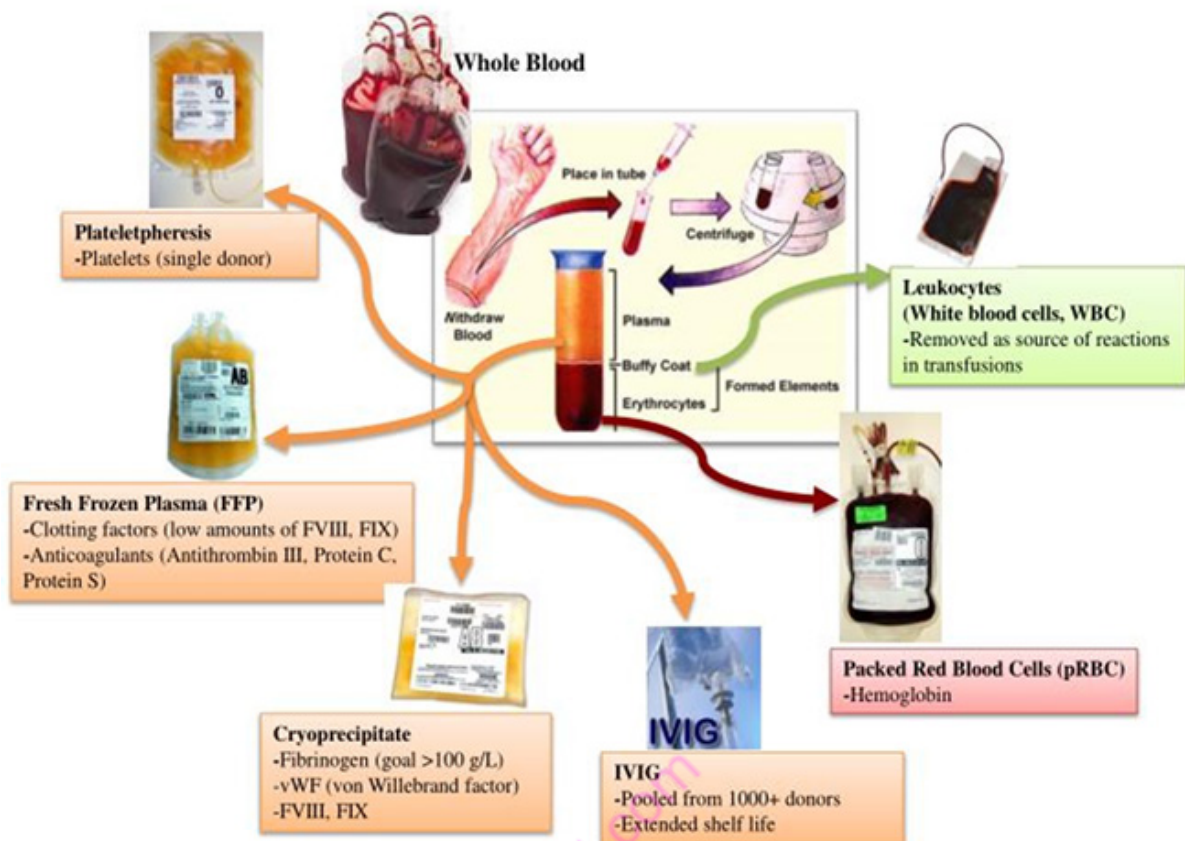 Whole Blood
O
Place in tube
Centrifuge
Withdraw
Blood
Plasma
Buffy Coat
Formed Elements
Erythrocytes
Plateletpheresis
-Platelets (single donor)
Leukocytes
(White blood cells, WBC)
-Removed as source of reactions
in transfusions
AB
Fresh Frozen Plasma (FFP)
-Clotting factors (low amounts of FVIII, FIX)
-Anticoagulants (Antithrombin III, Protein C,
Protein S)
AB
Cryoprecipitate
-Fibrinogen (goal >100 g/L)
-vWF (von Willebrand factor)
-FVIII, FIX
IVIG
IVIG
-Pooled from 1000+ donors
-Extended shelf life
Packed Red Blood Cells (pRBC)
-Hemoglobin
com